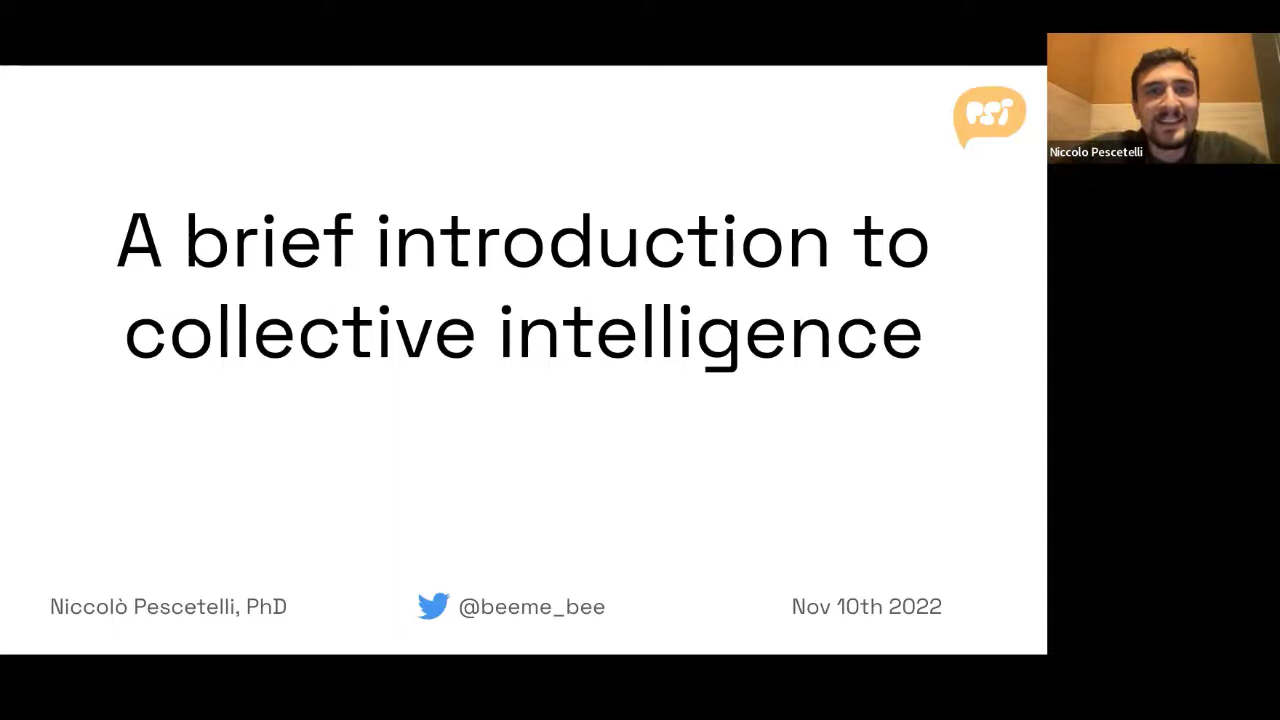 PSi
Niccolo Pescetelli
A brief introduction to
collective intelligence
Niccolò Pescetelli, PhD
@beeme_bee
Nov 10th 2022